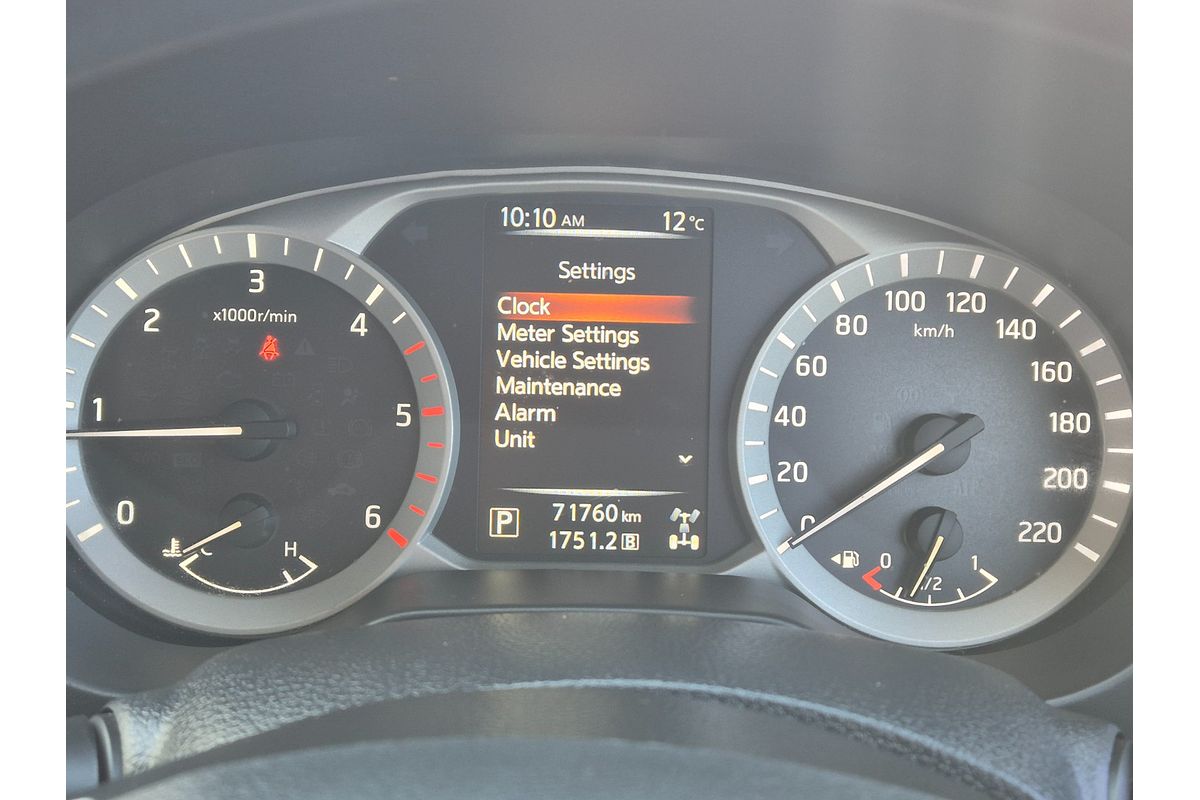 10:10 AM 12°C
Settings
Clock
Meter Settings
Vehicle Settings
Maintenance
Alarm
Unit
P 71760 km
1751.2 B
0
1
2
3
4
5
6
x1000r/min
H
0
20
40
60
80
100
120
140
160
180
200
220
km/h
0
1